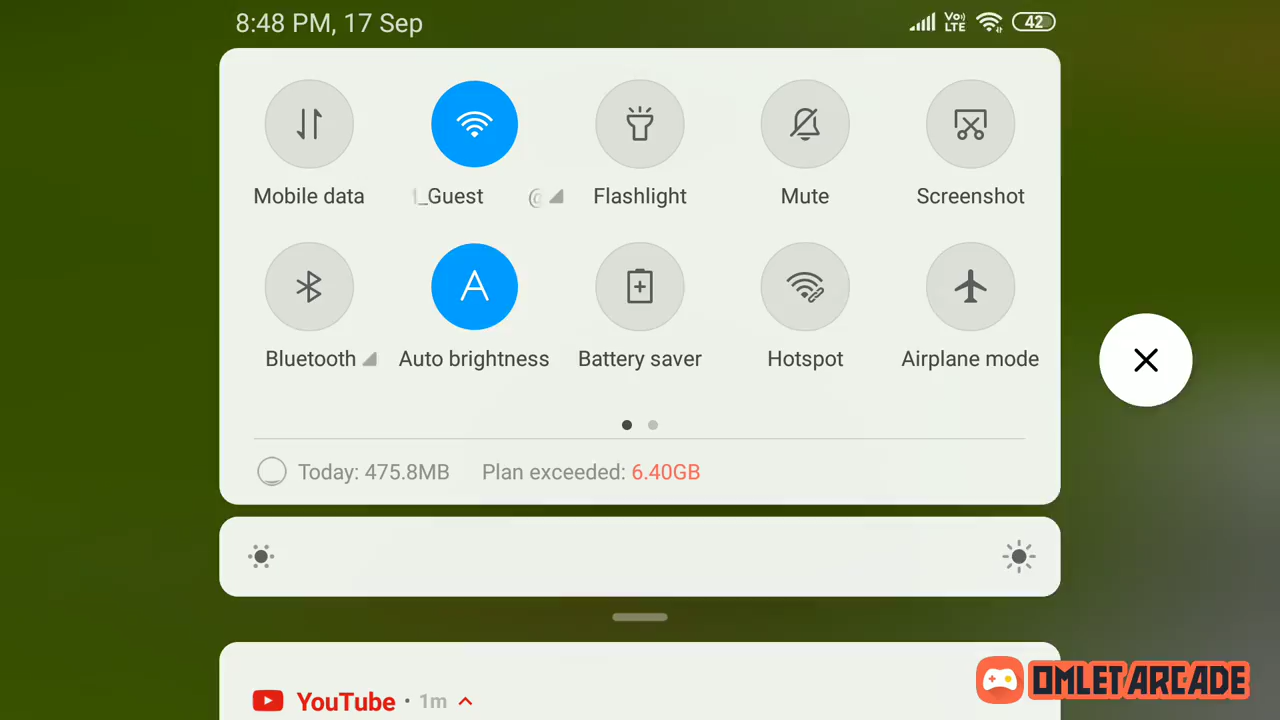 8:48 PM, 17 Sep
Vo) LTE 42
Mobile data _Guest @ Flashlight Mute Screenshot
A
Bluetooth Auto brightness Battery saver Hotspot Airplane mode
Today: 475.8MB Plan exceeded: 6.40GB
YouTube • 1m
OMLET ARCADE